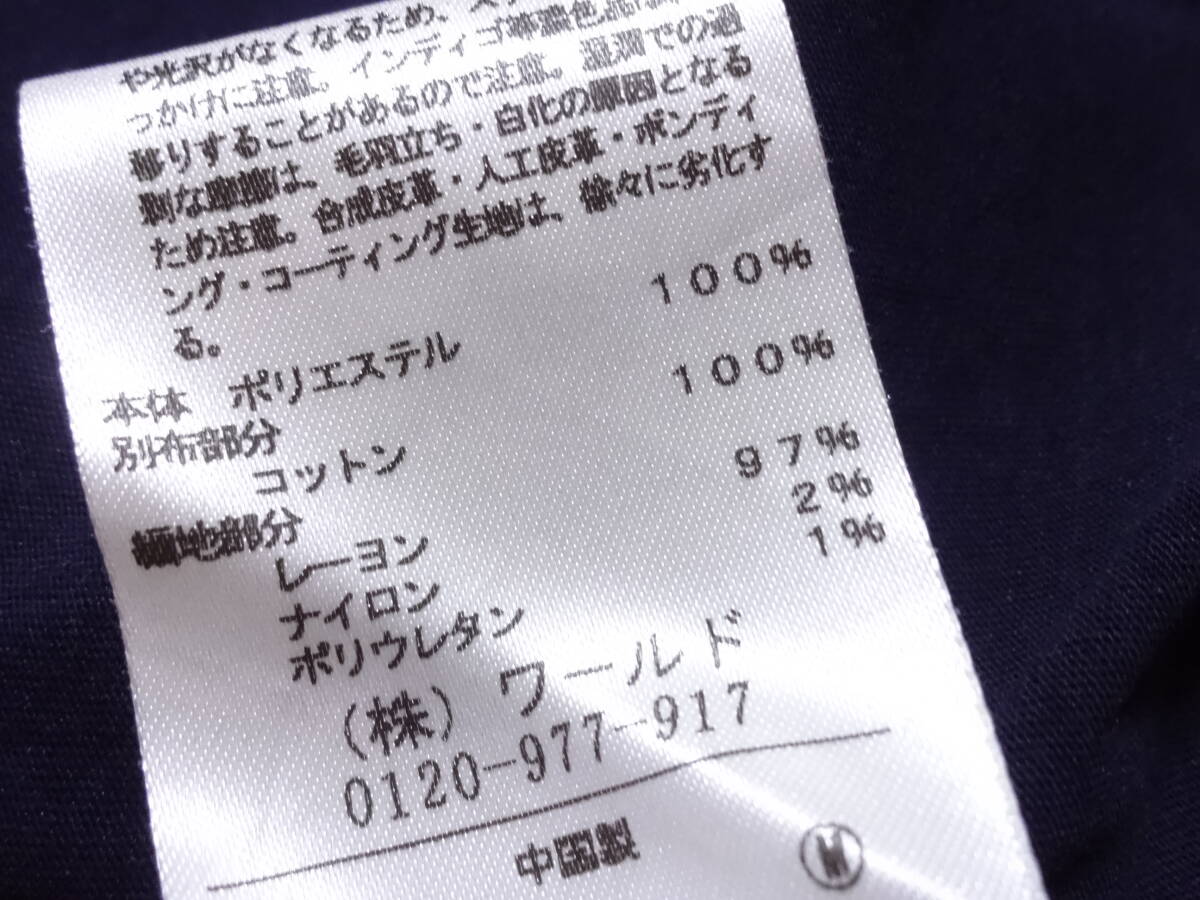 や光沢がなくなるため、ス
っかけに注意。インディゴ等濃色品は、
移りすることがあるので注意。湿潤での過
剰な摩擦は、毛羽立ち・白化の原因となる
ため注意。合成皮革・人工皮革・ボンディ
ング・コーティング生地は、徐々に劣化す
る。
本体 ポリエステル 100%
別布部分
コットン 100%
編地部分
レーヨン 97%
ナイロン 2%
ポリウレタン 1%
(株) ワールド
0120-977-917
中国製 M